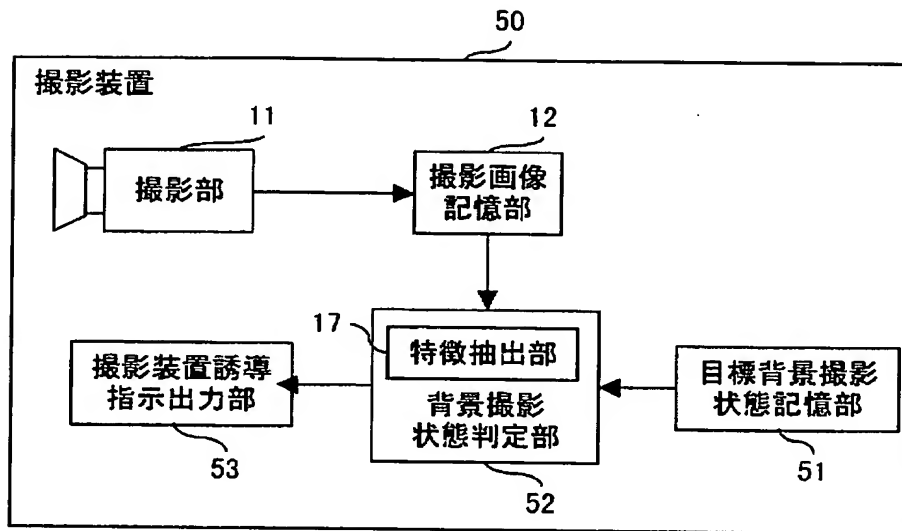 50
撮影装置
11
12
撮影部
撮影画像
記憶部
17
特徴抽出部
撮影装置誘導
指示出力部
背景撮影
状態判定部
目標背景撮影
状態記憶部
53
52
51